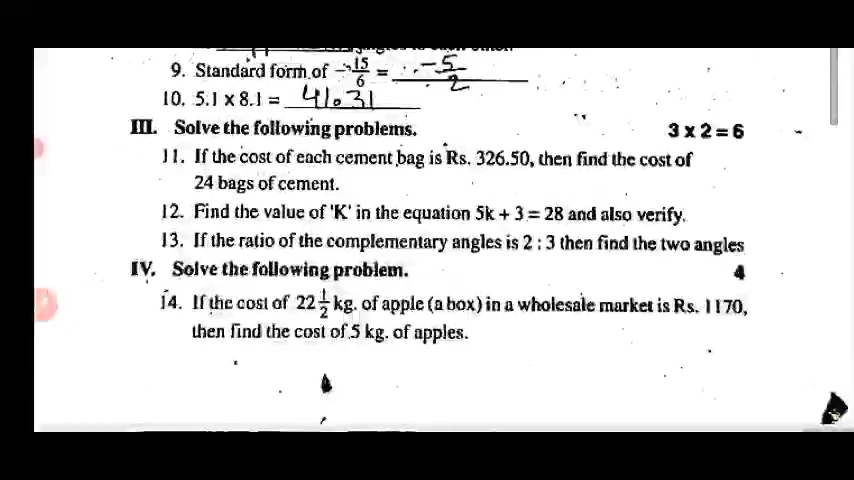 9. Standard form of -15/6 = -5/2
10. 5.1 x 8.1 = 41.31
III. Solve the following problems. 3 x 2 = 6
11. If the cost of each cement bag is Rs. 326.50, then find the cost of
24 bags of cement.
12. Find the value of 'K' in the equation 5k + 3 = 28 and also verify.
13. If the ratio of the complementary angles is 2 : 3 then find the two angles
IV. Solve the following problem. 4
14. If the cost of 22 1/2 kg. of apple (a box) in a wholesale market is Rs. 1170,
then find the cost of 5 kg. of apples.